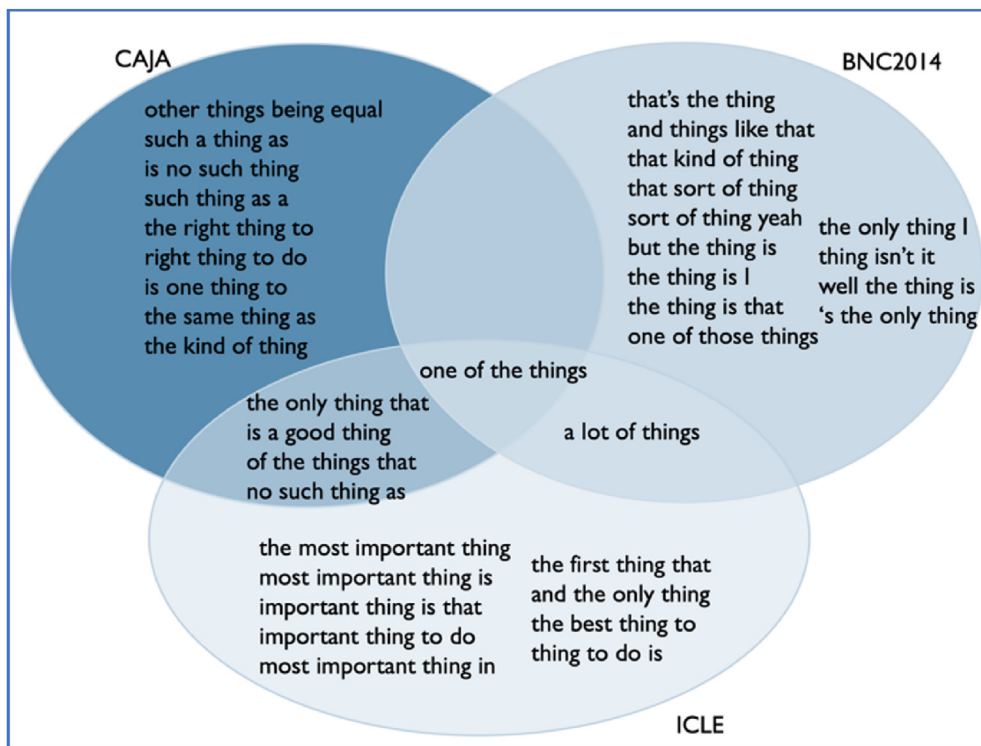 CAJA
BNC2014
other things being equal
such a thing as
is no such thing
such thing as a
the right thing to
right thing to do
is one thing to
the same thing as
the kind of thing
that's the thing
and things like that
that kind of thing
that sort of thing
sort of thing yeah
but the thing is
the thing is I
the thing is that
one of those things
the only thing I
thing isn't it
well the thing is
's the only thing
one of the things
the only thing that
is a good thing
of the things that
no such thing as
a lot of things
the most important thing
most important thing is
important thing is that
important thing to do
most important thing in
the first thing that
and the only thing
the best thing to
thing to do is
ICLE